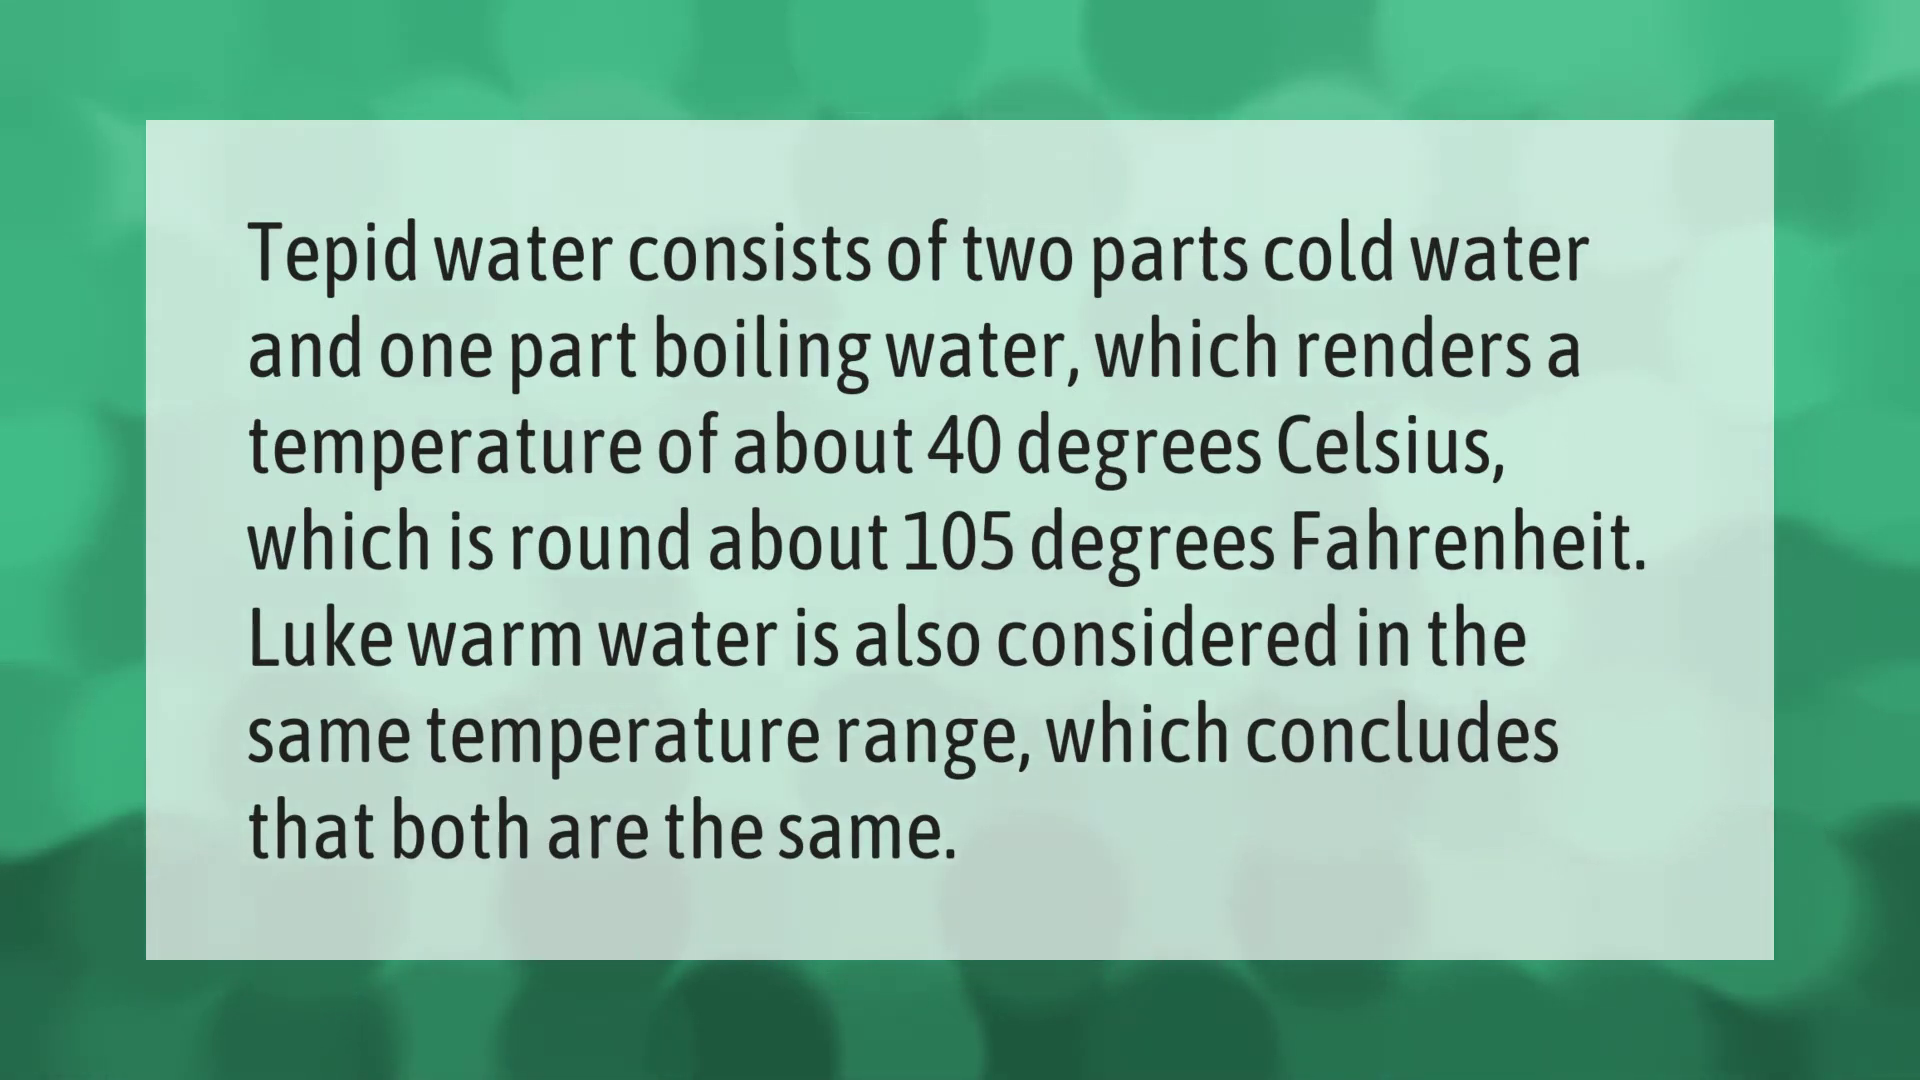 Tepid water consists of two parts cold water
and one part boiling water, which renders a
temperature of about 40 degrees Celsius,
which is round about 105 degrees Fahrenheit.
Luke warm water is also considered in the
same temperature range, which concludes
that both are the same.